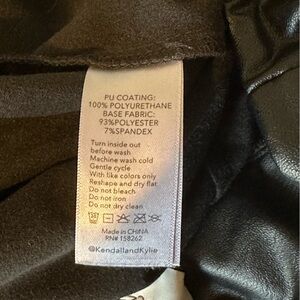 PU COATING:
100% POLYURETHANE
BASE FABRIC:
93%POLYESTER
7%SPANDEX
Turn inside out
before wash
Machine wash cold
Gentle cycle
With like colors only
Reshape and dry flat
Do not bleach
Do not iron
Do not dry clean
Made in CHINA
RN# 158262
@KendallandKylie